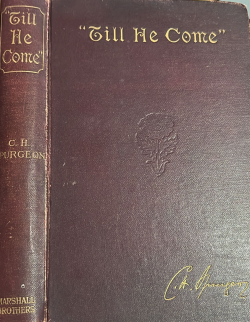 "Till
He
Come"
C. H.
SPURGEON
MARSHALL
BROTHERS
"Till He Come"
C. H. Spurgeon